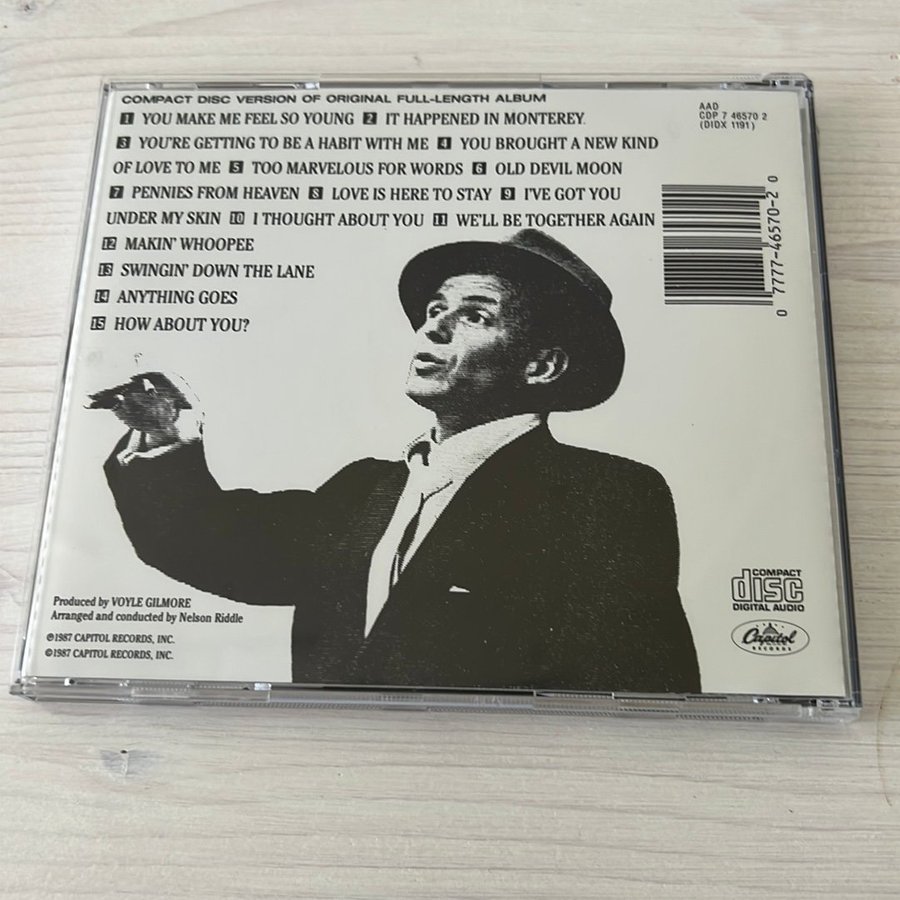 COMPACT DISC VERSION OF ORIGINAL FULL-LENGTH ALBUM
1 YOU MAKE ME FEEL SO YOUNG 2 IT HAPPENED IN MONTEREY.
3 YOU'RE GETTING TO BE A HABIT WITH ME 4 YOU BROUGHT A NEW KIND
OF LOVE TO ME 5 TOO MARVELOUS FOR WORDS 6 OLD DEVIL MOON
7 PENNIES FROM HEAVEN 8 LOVE IS HERE TO STAY 9 I'VE GOT YOU
UNDER MY SKIN 10 I THOUGHT ABOUT YOU 11 WE'LL BE TOGETHER AGAIN
12 MAKIN' WHOOPEE
13 SWINGIN' DOWN THE LANE
14 ANYTHING GOES
15 HOW ABOUT YOU?
AAD
CDP 7 46570 2
(DIDX 1191)
0 7777-46570-2 0
Produced by VOYLE GILMORE
Arranged and conducted by Nelson Riddle
℗1987 CAPITOL RECORDS, INC.
©1987 CAPITOL RECORDS, INC.
COMPACT
disc
DIGITAL AUDIO
Capitol
RECORDS